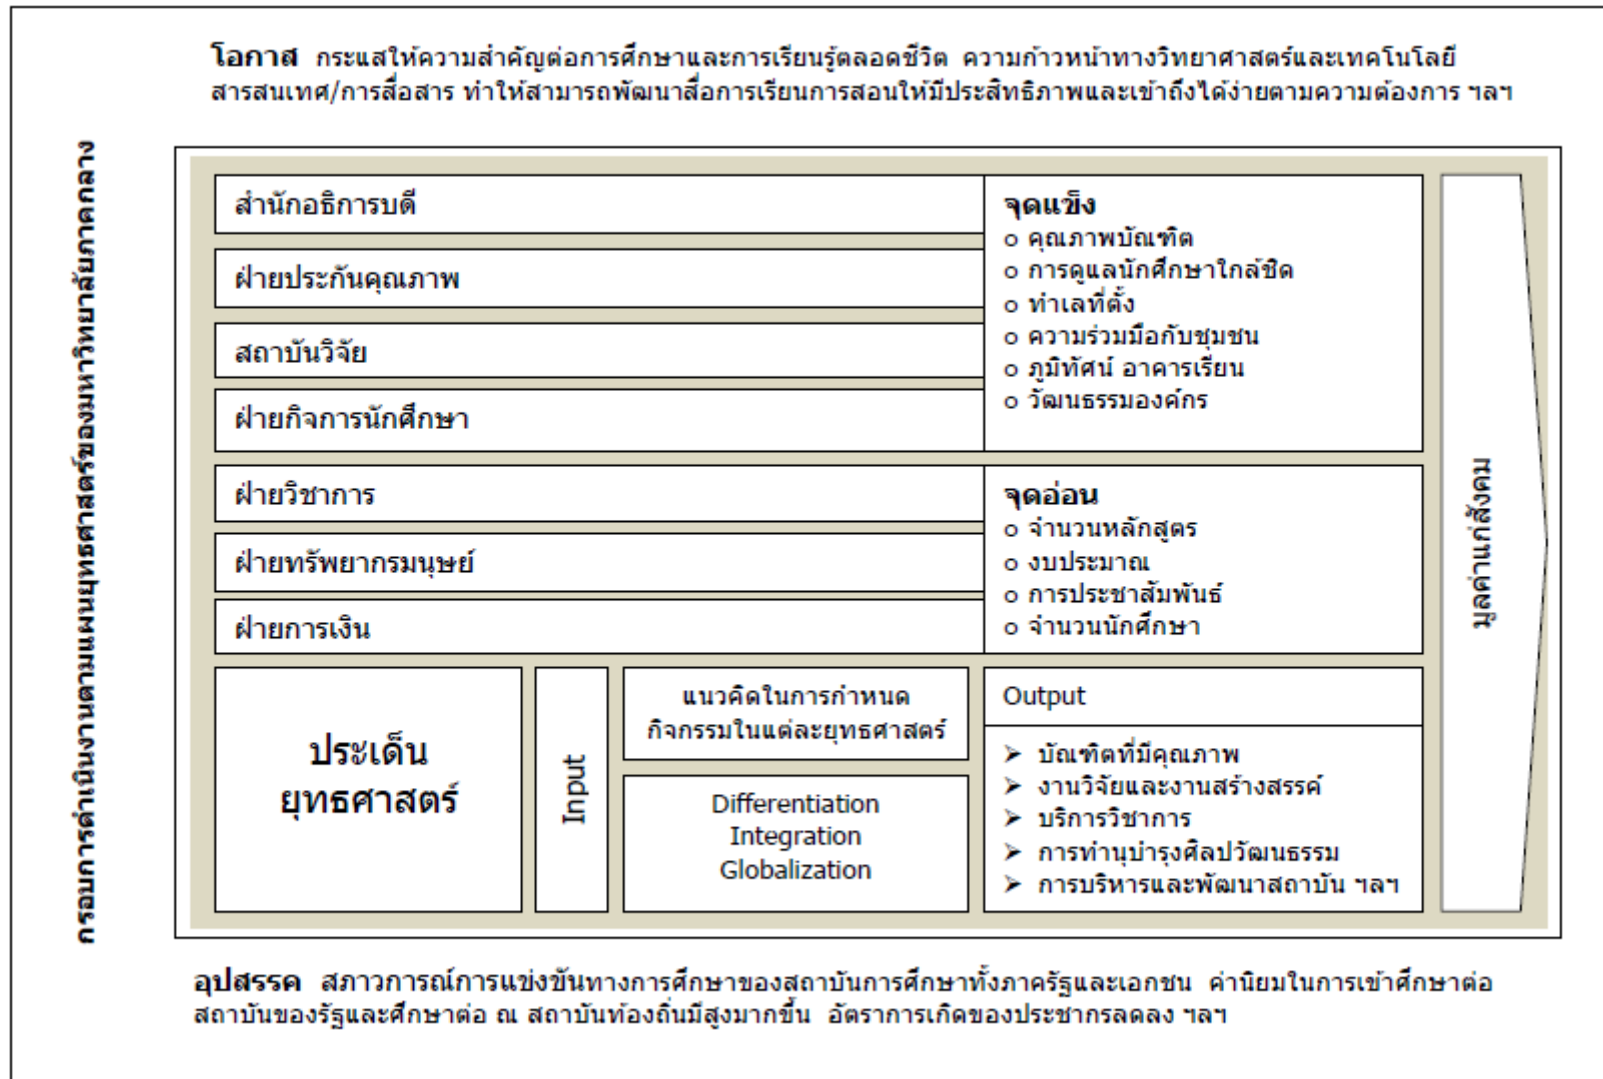 โอกาส กระแสให้ความสำคัญต่อการศึกษาและการเรียนรู้ตลอดชีวิต ความก้าวหน้าทางวิทยาศาสตร์และเทคโนโลยี
สารสนเทศ/การสื่อสาร ทำให้สามารถพัฒนาสื่อการเรียนการสอนให้มีประสิทธิภาพและเข้าถึงได้ง่ายตามความต้องการ ฯลฯ
กรอบการดำเนินงานตามแผนยุทธศาสตร์ของมหาวิทยาลัยภาคกลาง
สำนักอธิการบดี
ฝ่ายประกันคุณภาพ
สถาบันวิจัย
ฝ่ายกิจการนักศึกษา
จุดแข็ง
o คุณภาพบัณฑิต
o การดูแลนักศึกษาใกล้ชิด
o ทำเลที่ตั้ง
o ความร่วมมือกับชุมชน
o ภูมิทัศน์ อาคารเรียน
o วัฒนธรรมองค์กร
ฝ่ายวิชาการ
ฝ่ายทรัพยากรมนุษย์
ฝ่ายการเงิน
จุดอ่อน
o จำนวนหลักสูตร
o งบประมาณ
o การประชาสัมพันธ์
o จำนวนนักศึกษา
ประเด็น
ยุทธศาสตร์
Input
แนวคิดในการกำหนด
กิจกรรมในแต่ละยุทธศาสตร์
Differentiation
Integration
Globalization
Output
➢ บัณฑิตที่มีคุณภาพ
➢ งานวิจัยและงานสร้างสรรค์
➢ บริการวิชาการ
➢ การทำนุบำรุงศิลปวัฒนธรรม
➢ การบริหารและพัฒนาสถาบัน ฯลฯ
มูลค่าแก่สังคม
อุปสรรค สภาวการณ์การแข่งขันทางการศึกษาของสถาบันการศึกษาทั้งภาครัฐและเอกชน ค่านิยมในการเข้าศึกษาต่อ
สถาบันของรัฐและศึกษาต่อ ณ สถาบันท้องถิ่นมีสูงมากขึ้น อัตราการเกิดของประชากรลดลง ฯลฯ